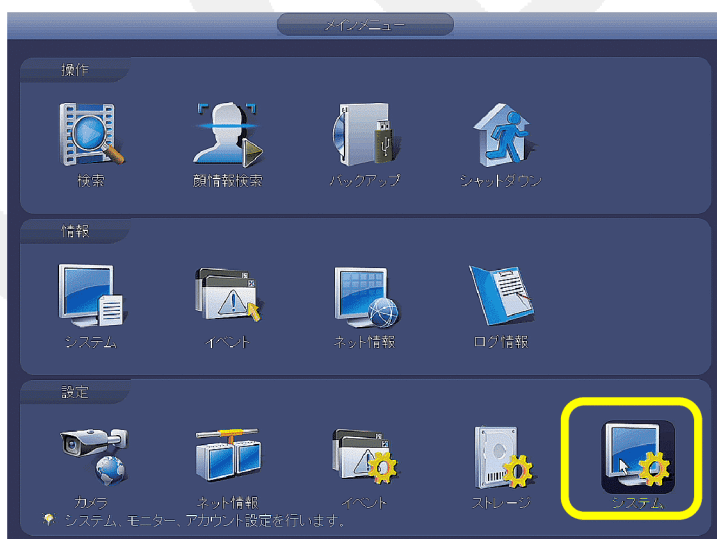 メインメニュー
操作
検索 顔情報検索 バックアップ シャットダウン
情報
システム イベント ネット情報 ログ情報
設定
カメラ ネット情報 イベント ストレージ システム
システム、モニター、アカウント設定を行います。